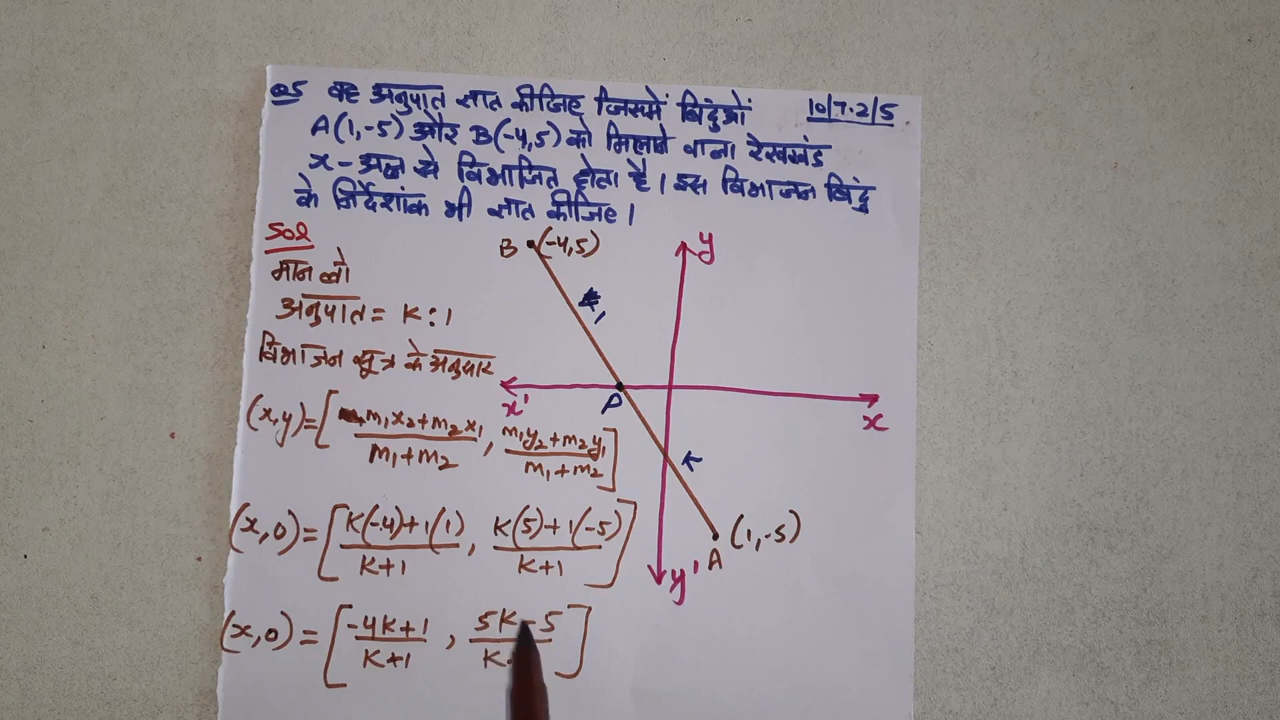 Q5 वह अनुपात ज्ञात कीजिए जिसमें बिंदुओं 10/7.2/5
A(1,-5) और B(-4,5) को मिलाने वाला रेखाखंड
x-अक्ष से विभाजित होता है। इस विभाजन बिंदु
के निर्देशांक भी ज्ञात कीजिए।
Sol
मान लो
अनुपात = K:1
विभाजन सूत्र के अनुसार
(x,y)=[m₁x₂+m₂x₁/m₁+m₂, m₁y₂+m₂y₁/m₁+m₂]
(x,0)=[K(-4)+1(1)/K+1, K(5)+1(-5)/K+1]
(x,0)=[-4K+1/K+1, 5K-5/K]
B (-4,5)
y
1
x'
P
x
K
A (1,-5)
y'